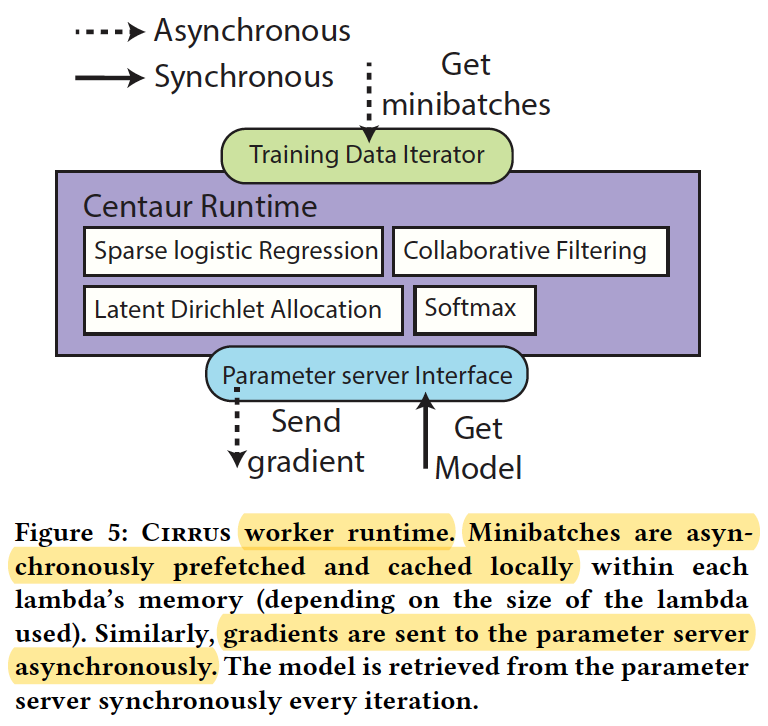 Asynchronous
Synchronous
Get
minibatches
Training Data Iterator
Centaur Runtime
Sparse logistic Regression
Collaborative Filtering
Latent Dirichlet Allocation
Softmax
Parameter server Interface
Send
gradient
Get
Model
Figure 5: CIRRUS worker runtime. Minibatches are asyn-
chronously prefetched and cached locally within each
lambda's memory (depending on the size of the lambda
used). Similarly, gradients are sent to the parameter server
asynchronously. The model is retrieved from the parameter
server synchronously every iteration.